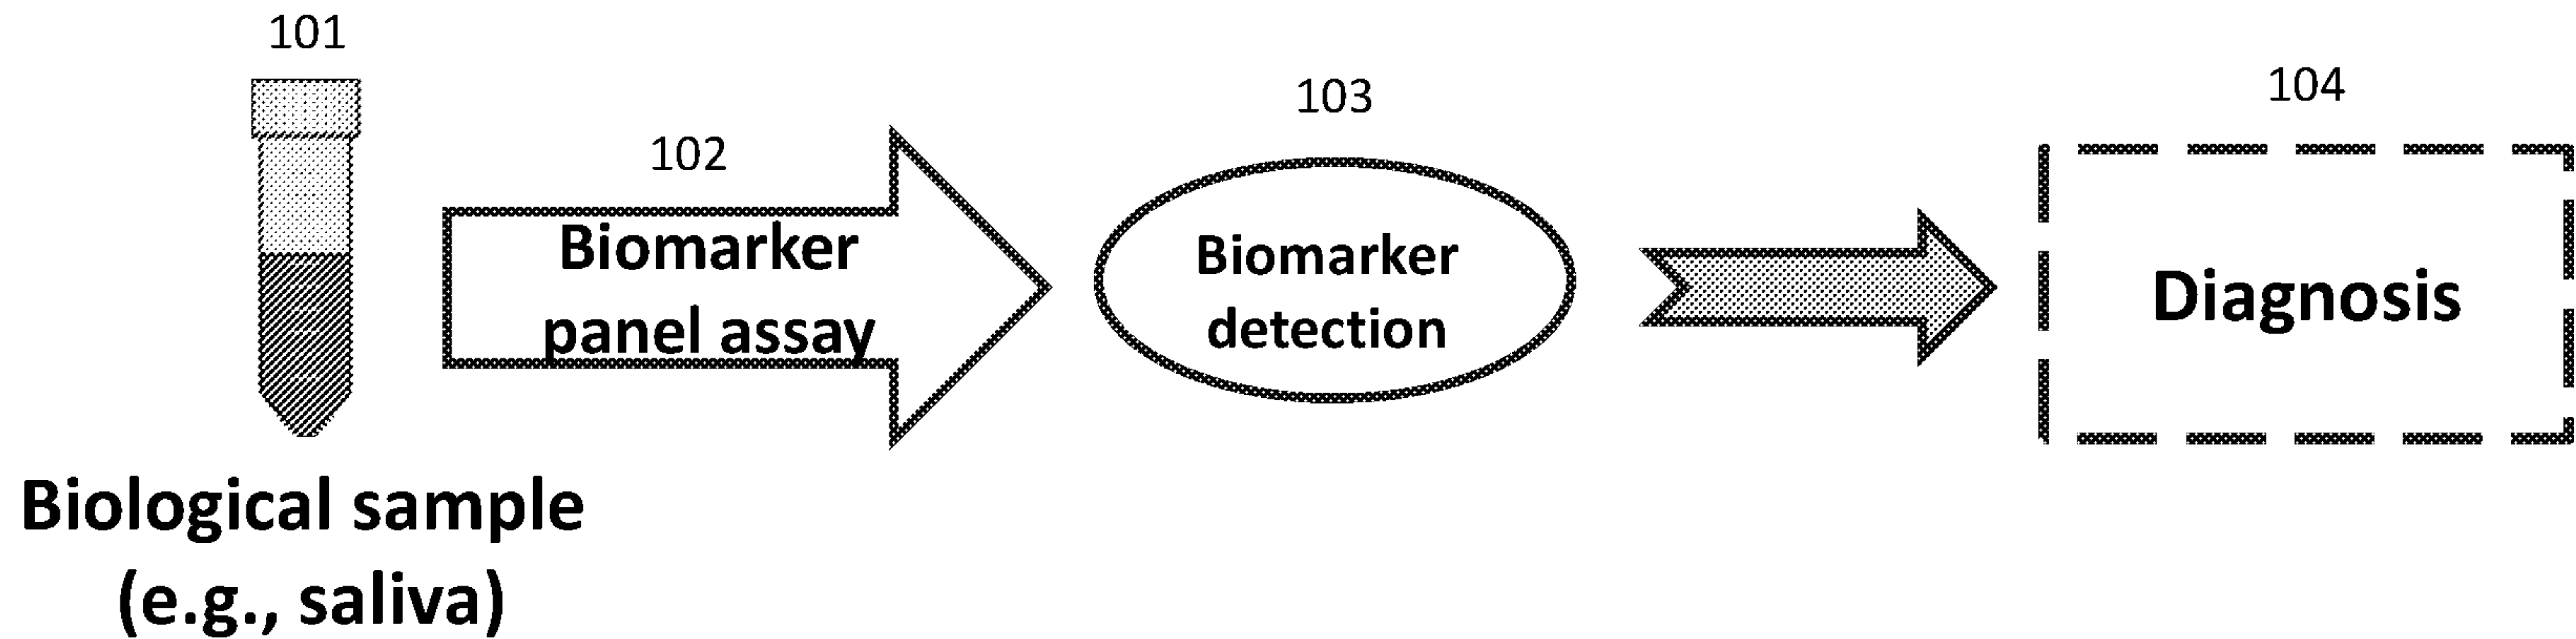 101
Biological sample
(e.g., saliva)
102
Biomarker
panel assay
103
Biomarker
detection
104
Diagnosis